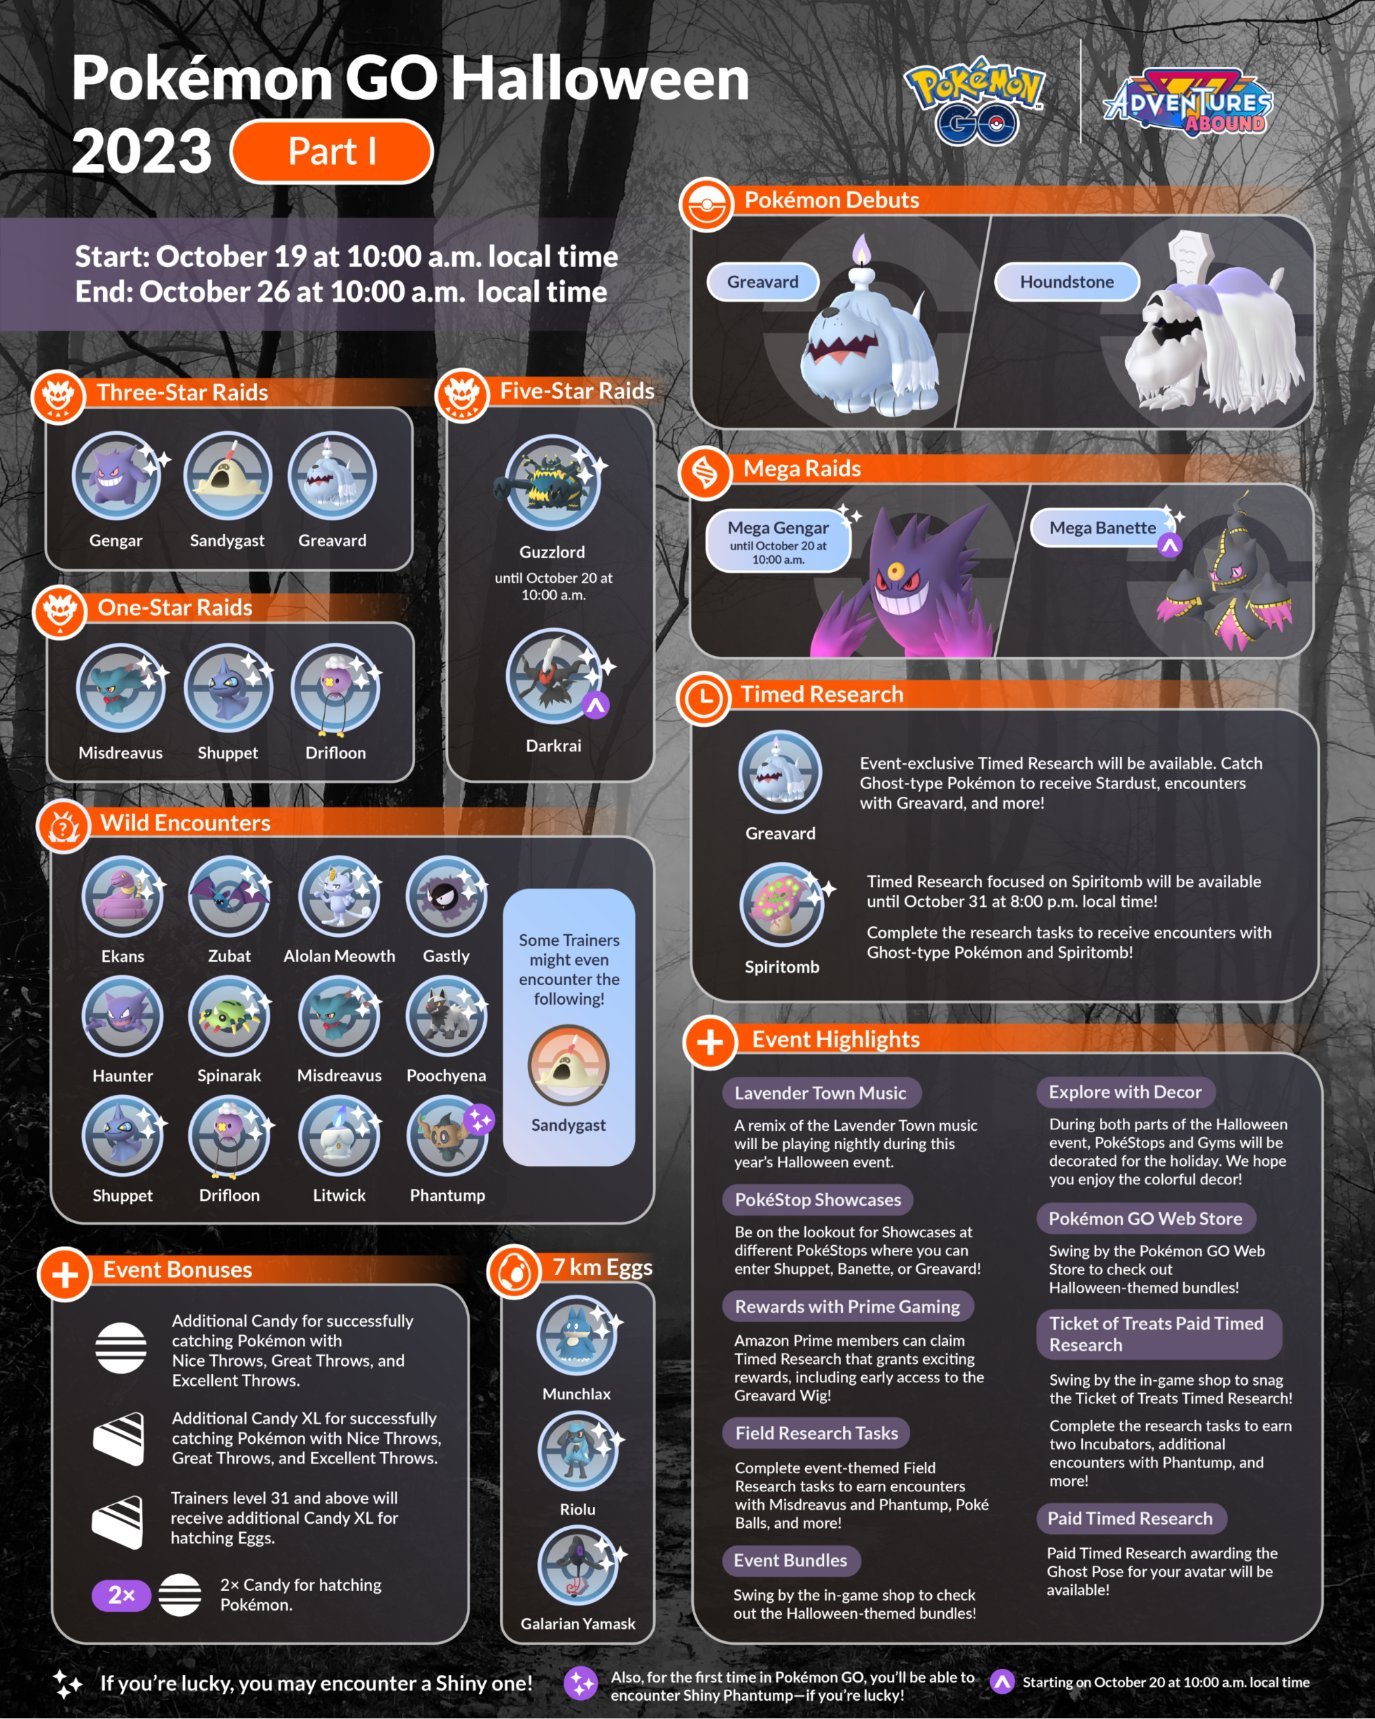 Pokémon GO Halloween
2023 Part I
POKÉMON GO
ADVENTURES
ABOUND
Start: October 19 at 10:00 a.m. local time
End: October 26 at 10:00 a.m. local time
Pokémon Debuts
Greavard
Houndstone
Three-Star Raids
Gengar
Sandygast
Greavard
Five-Star Raids
Guzzlord
until October 20 at
10:00 a.m.
Darkrai
One-Star Raids
Misdreavus
Shuppet
Drifloon
Mega Raids
Mega Gengar
until October 20 at
10:00 a.m.
Mega Banette
Timed Research
Greavard
Event-exclusive Timed Research will be available. Catch
Ghost-type Pokémon to receive Stardust, encounters
with Greavard, and more!
Spiritomb
Timed Research focused on Spiritomb will be available
until October 31 at 8:00 p.m. local time!
Complete the research tasks to receive encounters with
Ghost-type Pokémon and Spiritomb!
Wild Encounters
Ekans
Zubat
Alolan Meowth
Gastly
Haunter
Spinarak
Misdreavus
Poochyena
Shuppet
Drifloon
Litwick
Phantump
Some Trainers
might even
encounter the
following!
Sandygast
Event Bonuses
Additional Candy for successfully
catching Pokémon with
Nice Throws, Great Throws, and
Excellent Throws.
Additional Candy XL for successfully
catching Pokémon with Nice Throws,
Great Throws, and Excellent Throws.
Trainers level 31 and above will
receive additional Candy XL for
hatching Eggs.
2×
2× Candy for hatching
Pokémon.
7 km Eggs
Munchlax
Riolu
Galarian Yamask
Event Highlights
Lavender Town Music
A remix of the Lavender Town music
will be playing nightly during this
year's Halloween event.
PokéStop Showcases
Be on the lookout for Showcases at
different PokéStops where you can
enter Shuppet, Banette, or Greavard!
Rewards with Prime Gaming
Amazon Prime members can claim
Timed Research that grants exciting
rewards, including early access to the
Greavard Wig!
Field Research Tasks
Complete event-themed Field
Research tasks to earn encounters
with Misdreavus and Phantump, Poké
Balls, and more!
Event Bundles
Swing by the in-game shop to check
out the Halloween-themed bundles!
Explore with Decor
During both parts of the Halloween
event, PokéStops and Gyms will be
decorated for the holiday. We hope
you enjoy the colorful decor!
Pokémon GO Web Store
Swing by the Pokémon GO Web
Store to check out
Halloween-themed bundles!
Ticket of Treats Paid Timed
Research
Swing by the in-game shop to snag
the Ticket of Treats Timed Research!
Complete the research tasks to earn
two Incubators, additional
encounters with Phantump, and
more!
Paid Timed Research
Paid Timed Research awarding the
Ghost Pose for your avatar will be
available!
If you're lucky, you may encounter a Shiny one!
Also, for the first time in Pokémon GO, you'll be able to
encounter Shiny Phantump—if you're lucky!
Starting on October 20 at 10:00 a.m. local time